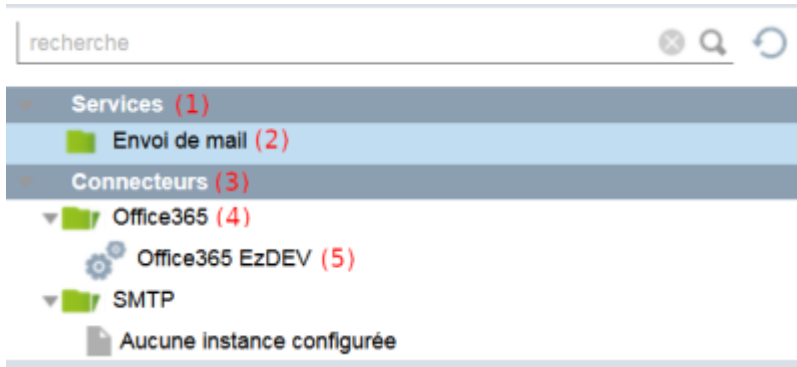 recherche
Services (1)
Envoi de mail (2)
Connecteurs (3)
Office365 (4)
Office365 EzDEV (5)
SMTP
Aucune instance configurée